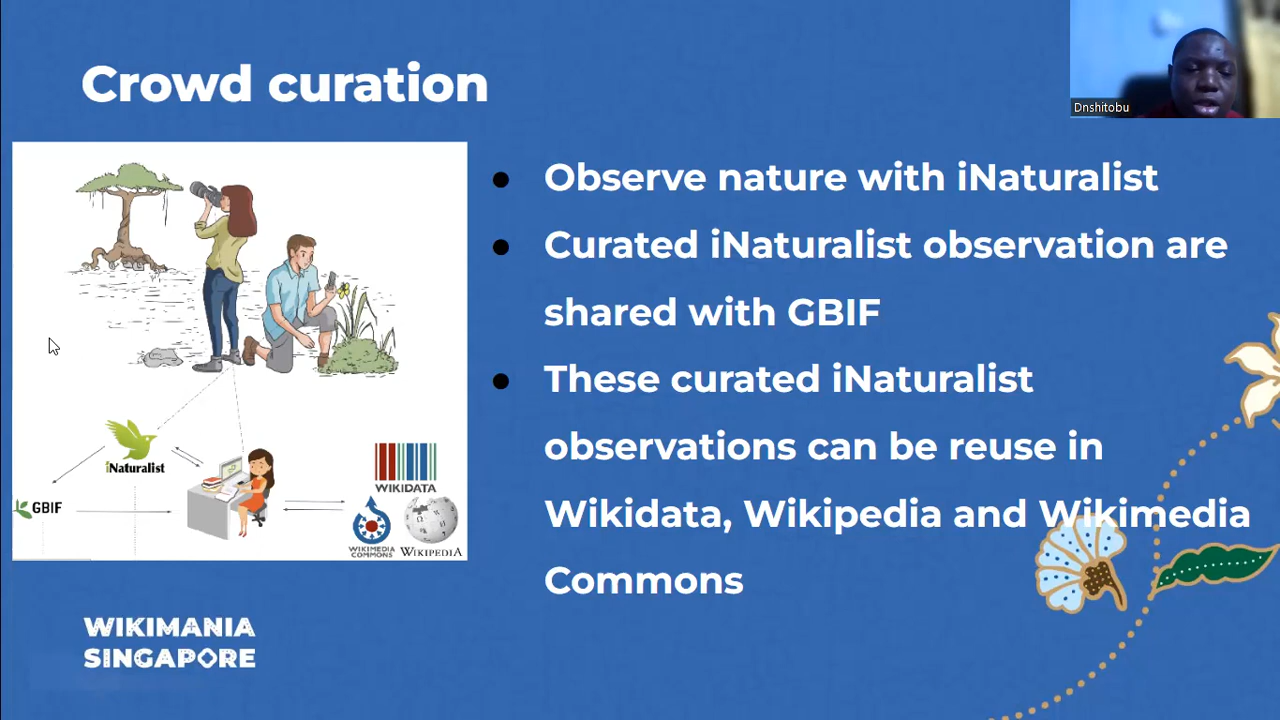 Crowd curation
Dnshitobu
Observe nature with iNaturalist
Curated iNaturalist observation are
shared with GBIF
These curated iNaturalist
observations can be reuse in
Wikidata, Wikipedia and Wikimedia
Commons
iNaturalist
GBIF
WIKIDATA
WIKIMEDIA
COMMONS
WIKIPEDIA
WIKIMANIA
SINGAPORE